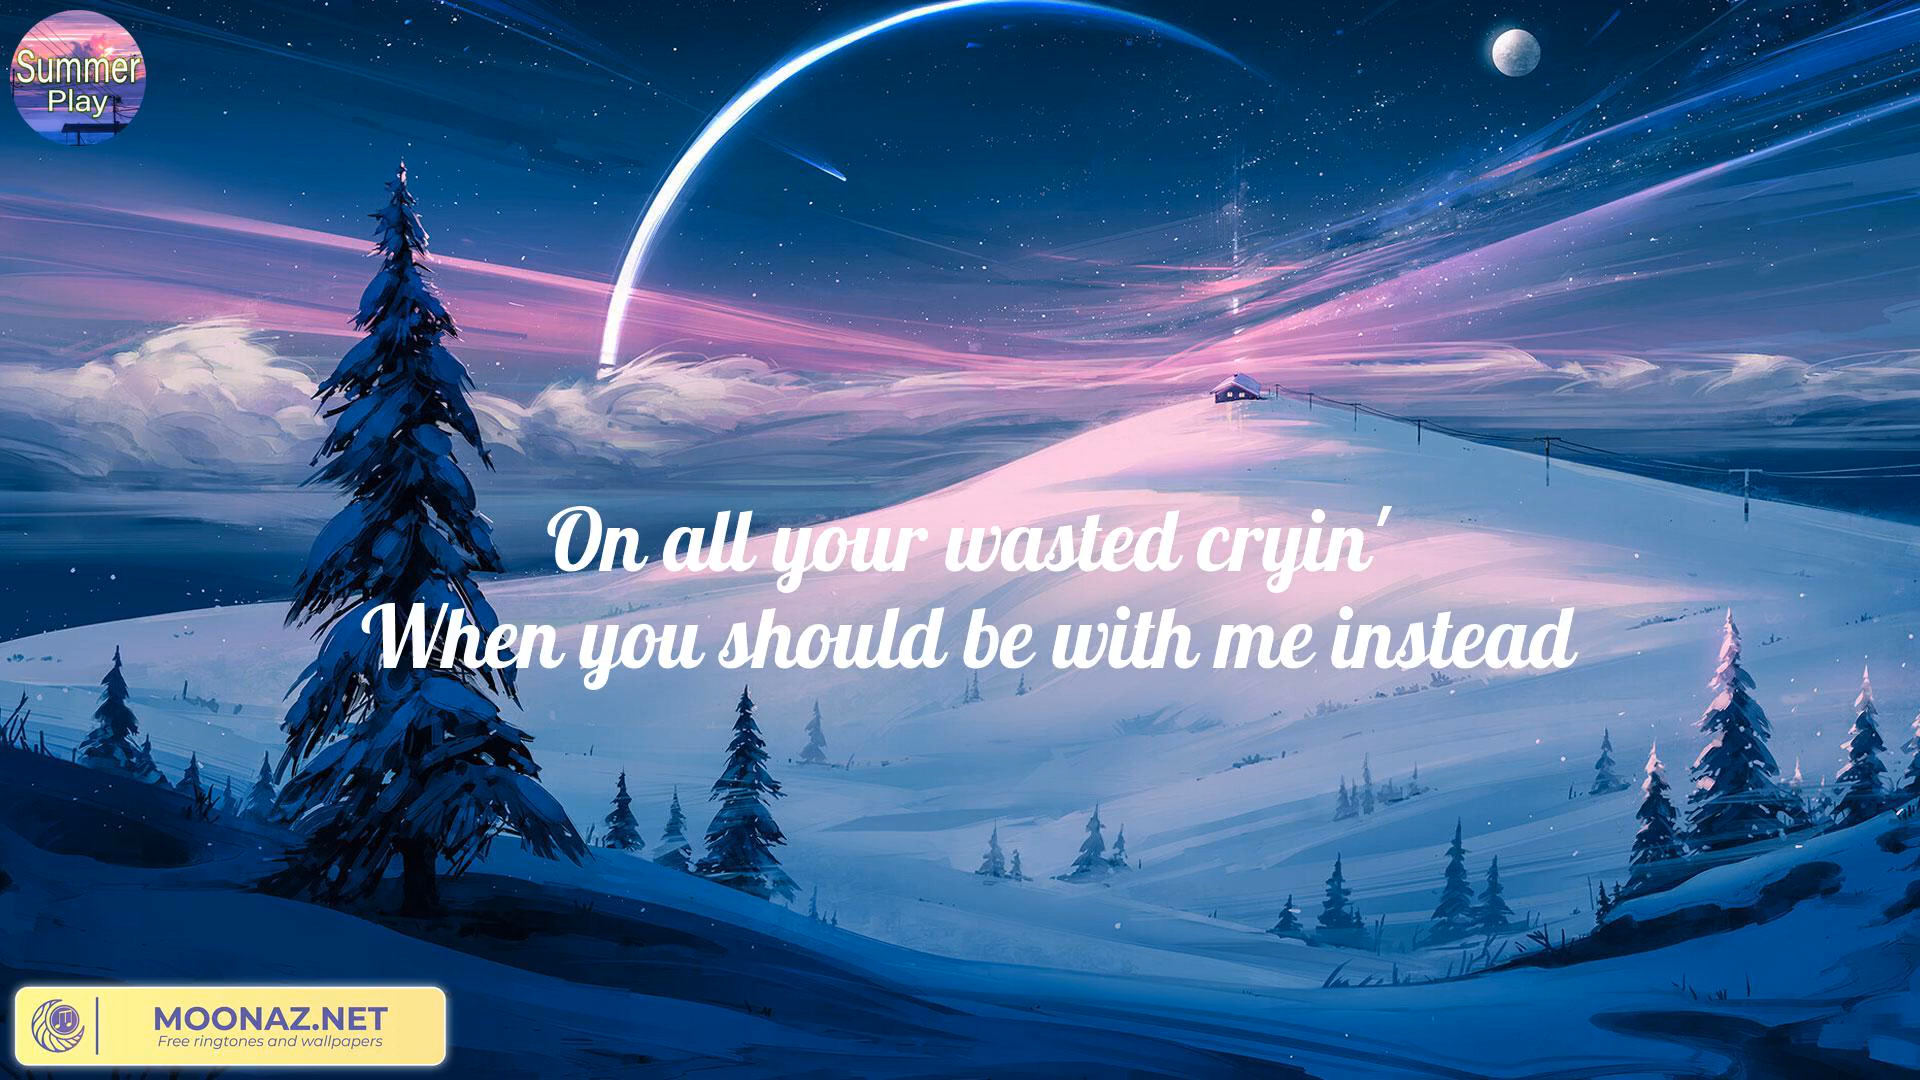 Summer
Play
On all your wasted cryin'
When you should be with me instead
MOONAZ.NET
Free ringtones and wallpapers